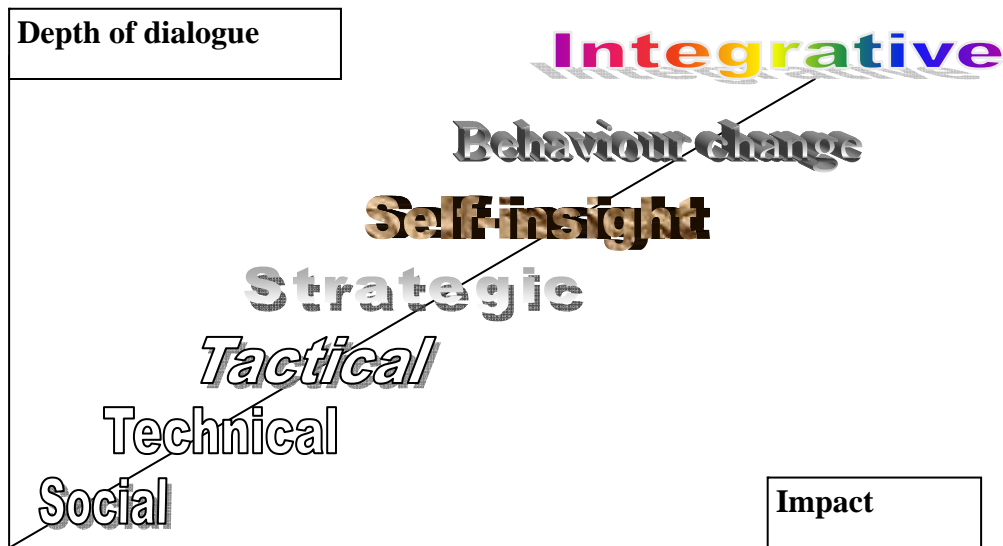 Depth of dialogue
Integrative
Behaviour change
Self-insight
Strategic
Tactical
Technical
Social
Impact